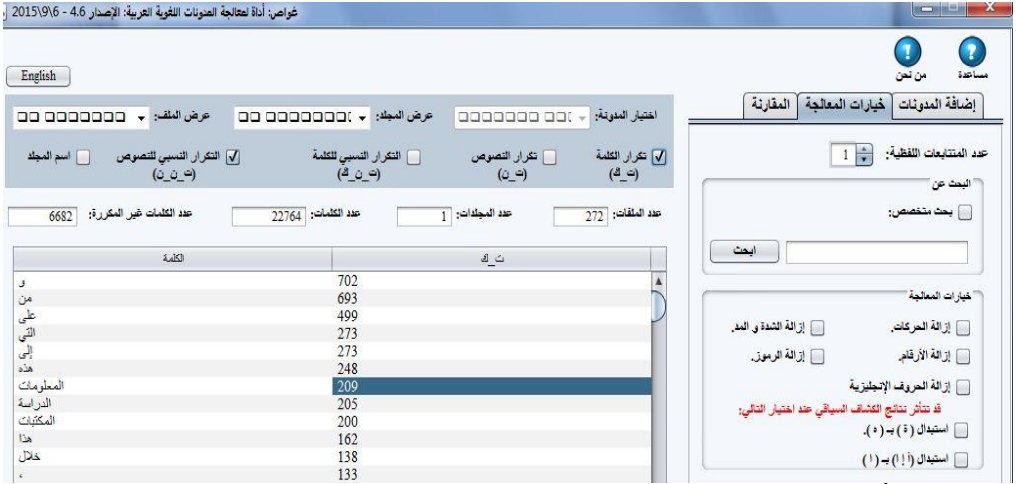 غواص: أداة لمعالجة المدونات اللغوية العربية: الإصدار 4.6 - 2015\9\6
مساعدة
من نحن
English
إضافة المدونات
خيارات المعالجة
المقارنة
اختيار المدونة:
عرض المجلد:
عرض الملف:
تكرار الكلمة (ت_ك)
تكرار النصوص (ت_ن)
التكرار النسبي للكلمة (ت_ن_ك)
التكرار النسبي للنصوص (ت_ن_ن)
اسم المجلد
عدد الملفات: 272
عدد المجلدات: 1
عدد الكلمات: 22764
عدد الكلمات غير المكررة: 6682
عدد المتتابعات اللفظية: 1
البحث عن
بحث متخصص:
ابحث
خيارات المعالجة
إزالة الحركات.
إزالة الشدة و المد.
إزالة الأرقام.
إزالة الرموز.
إزالة الحروف الإنجليزية
قد تتأثر نتائج الكشاف السياقي عند اختيار التالي:
استبدال (ة) بـ (ه).
استبدال (أ إ آ) بـ (ا)
ت_ك الكلمة
702 و
693 من
499 على
273 التي
273 إلى
248 هذه
209 المعلومات
205 الدراسة
200 المكتبات
162 هذا
138 خلال
133 ،